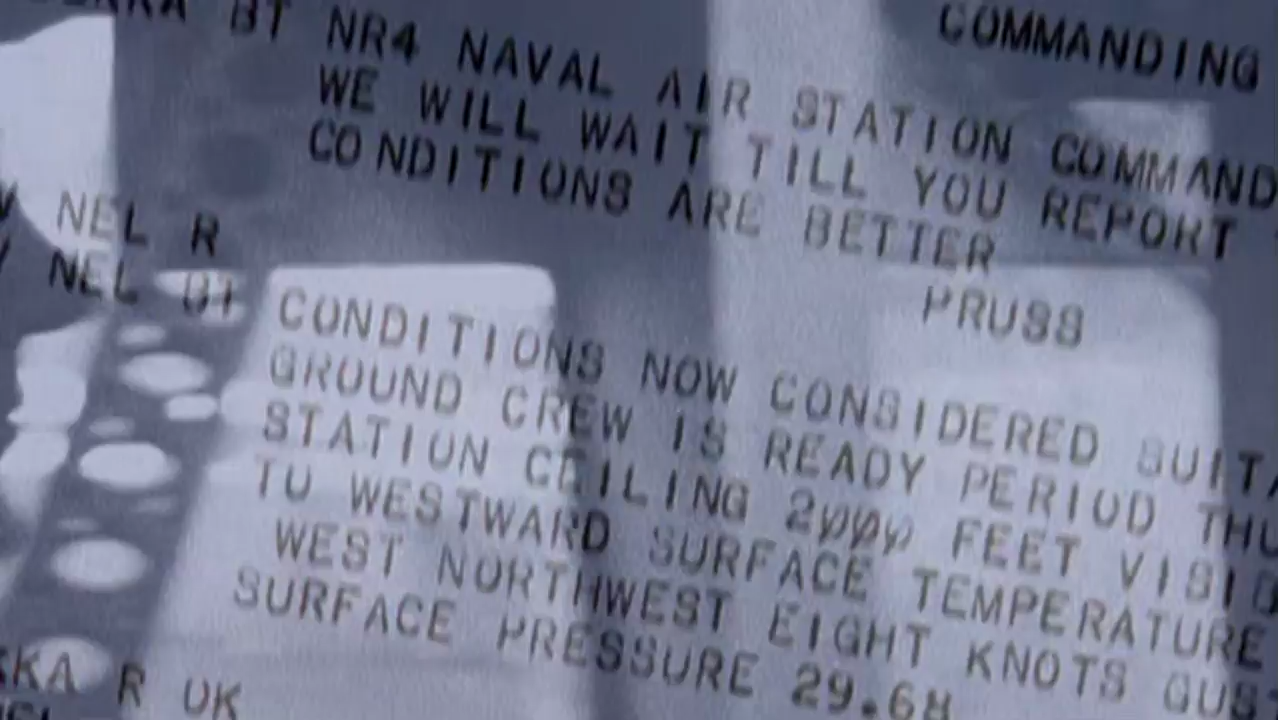 BT NR4 NAVAL AIR STATION COMMAND
COMMANDING
WE WILL WAIT TILL YOU REPORT
CONDITIONS ARE BETTER
PRUSS
NEL R
NEL BT
CONDITIONS NOW CONSIDERED
GROUND CREW IS READY PERIOD
STATION CEILING 2000 FEET
TO WESTWARD SURFACE TEMPERATURE
WEST NORTHWEST EIGHT KNOTS
SURFACE PRESSURE 29.68
R OK